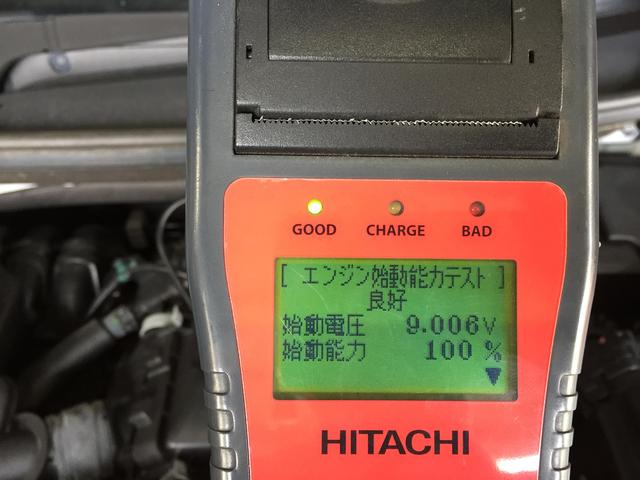 GOOD CHARGE BAD
[ エンジン始動能力テスト ]
良好
始動電圧 9.006V
始動能力 100 %
▼
HITACHI